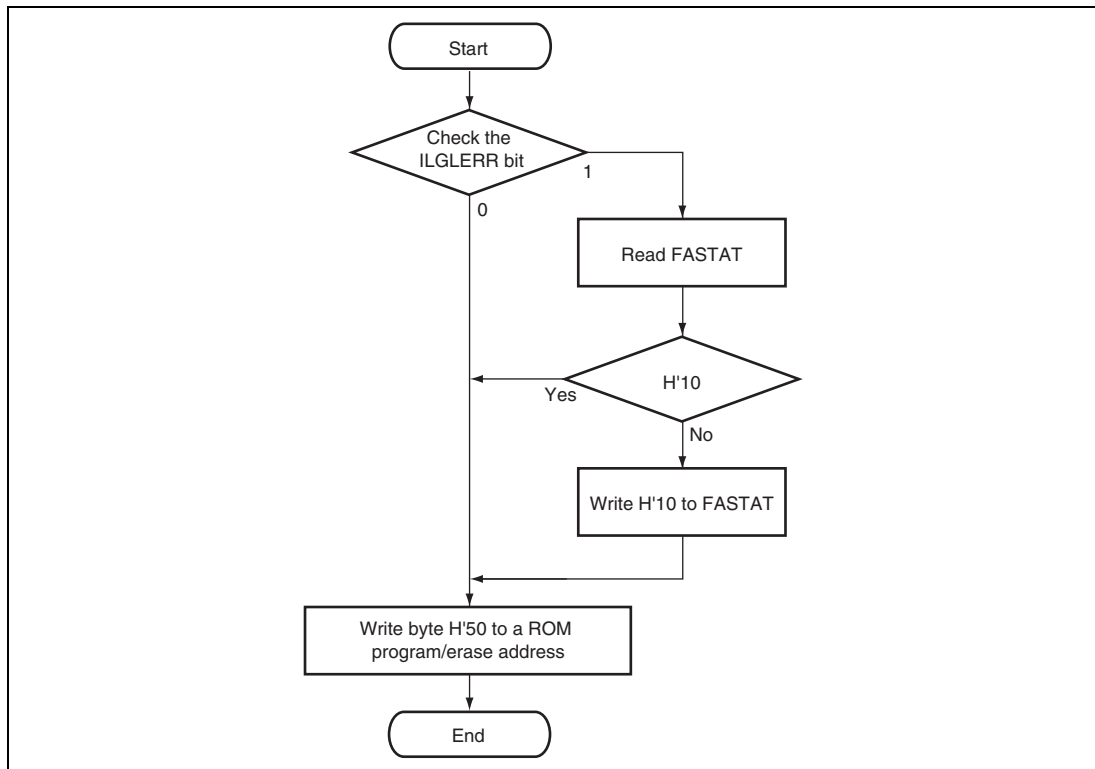 Start
Check the
ILGLERR bit
1
0
Read FASTAT
H'10
Yes
No
Write H'10 to FASTAT
Write byte H'50 to a ROM
program/erase address
End